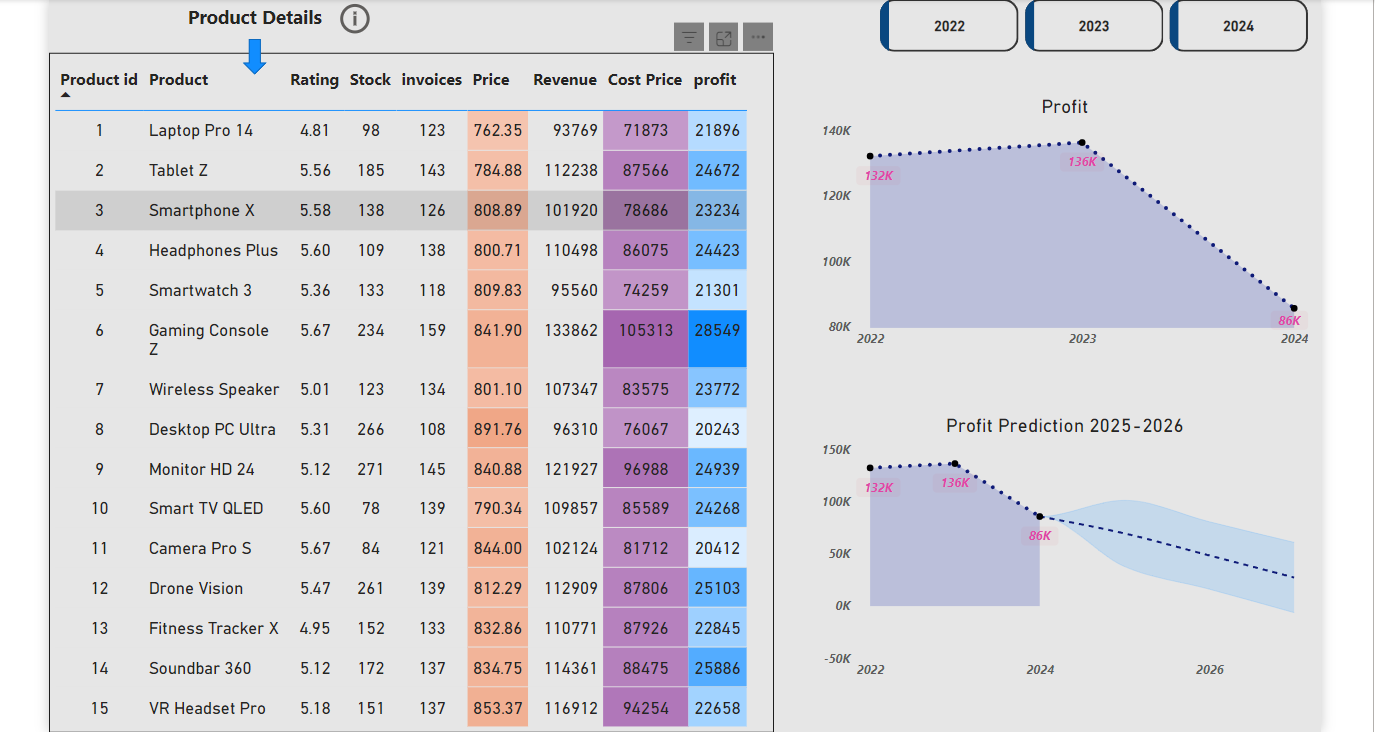 Product Details
2022 2023 2024
Product id Product Rating Stock invoices Price Revenue Cost Price profit
1 Laptop Pro 14 4.81 98 123 762.35 93769 71873 21896
2 Tablet Z 5.56 185 143 784.88 112238 87566 24672
3 Smartphone X 5.58 138 126 808.89 101920 78686 23234
4 Headphones Plus 5.60 109 138 800.71 110498 86075 24423
5 Smartwatch 3 5.36 133 118 809.83 95560 74259 21301
6 Gaming Console 5.67 234 159 841.90 133862 105313 28549
Z
7 Wireless Speaker 5.01 123 134 801.10 107347 83575 23772
8 Desktop PC Ultra 5.31 266 108 891.76 96310 76067 20243
9 Monitor HD 24 5.12 271 145 840.88 121927 96988 24939
10 Smart TV QLED 5.60 78 139 790.34 109857 85589 24268
11 Camera Pro S 5.67 84 121 844.00 102124 81712 20412
12 Drone Vision 5.47 261 139 812.29 112909 87806 25103
13 Fitness Tracker X 4.95 152 133 832.86 110771 87926 22845
14 Soundbar 360 5.12 172 137 834.75 114361 88475 25886
15 VR Headset Pro 5.18 151 137 853.37 116912 94254 22658
Profit
140K
136K
132K
120K
100K
86K
80K
2022 2023 2024
Profit Prediction 2025-2026
150K
132K 136K
100K
86K
50K
0K
-50K
2022 2024 2026